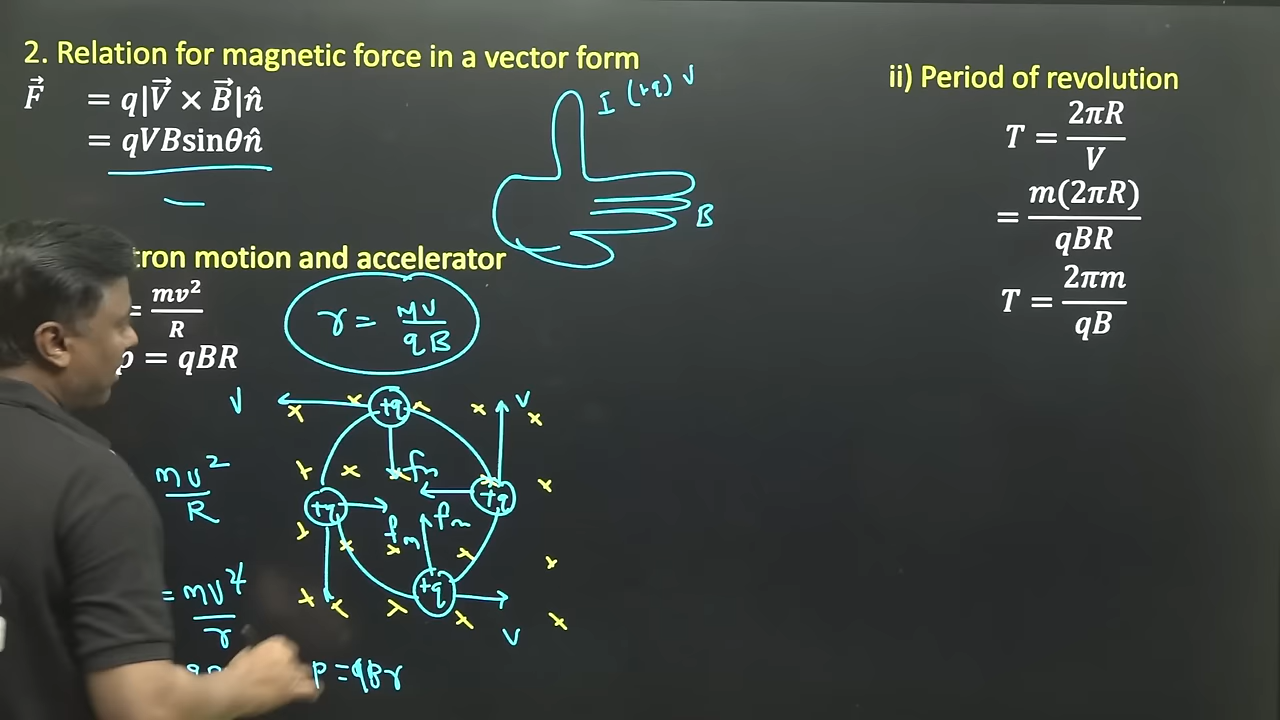 2. Relation for magnetic force in a vector form
F⃗ = q|V⃗ × B⃗|n̂
= qVBsinθn̂
I (+q) V
B
tron motion and accelerator
= mv²/R
p = qBR
r = MV/qB
V
+q
V
fm
+q
+q
fm
fm
+q
V
mv²/R
= mv²/r
P = qBr
ii) Period of revolution
T = 2πR/V
= m(2πR)/qBR
T = 2πm/qB